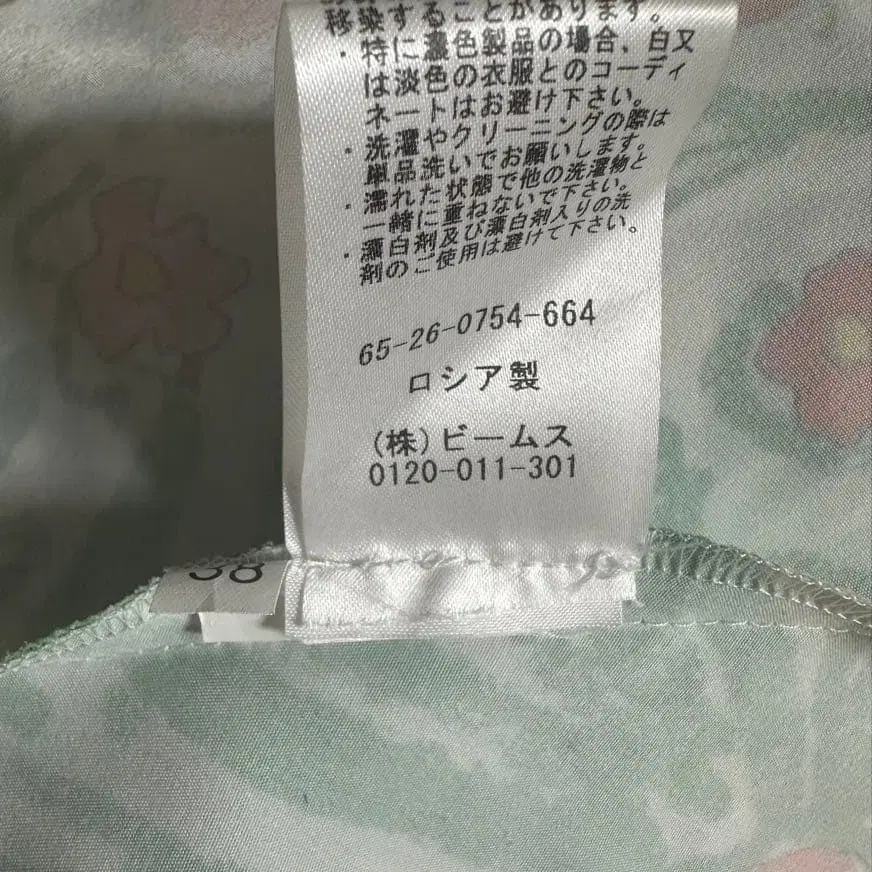 移染することがあります。
・特に濃色製品の場合、白又
は淡色の衣服とのコーディ
ネートはお避け下さい。
・洗濯やクリーニングの際は
単品洗いでお願いします。
・濡れた状態で他の洗濯物と
一緒に重ねないで下さい。
・漂白剤及び漂白剤入りの洗
剤のご使用は避けて下さい。
65-26-0754-664
ロシア製
(株)ビームス
0120-011-301
38